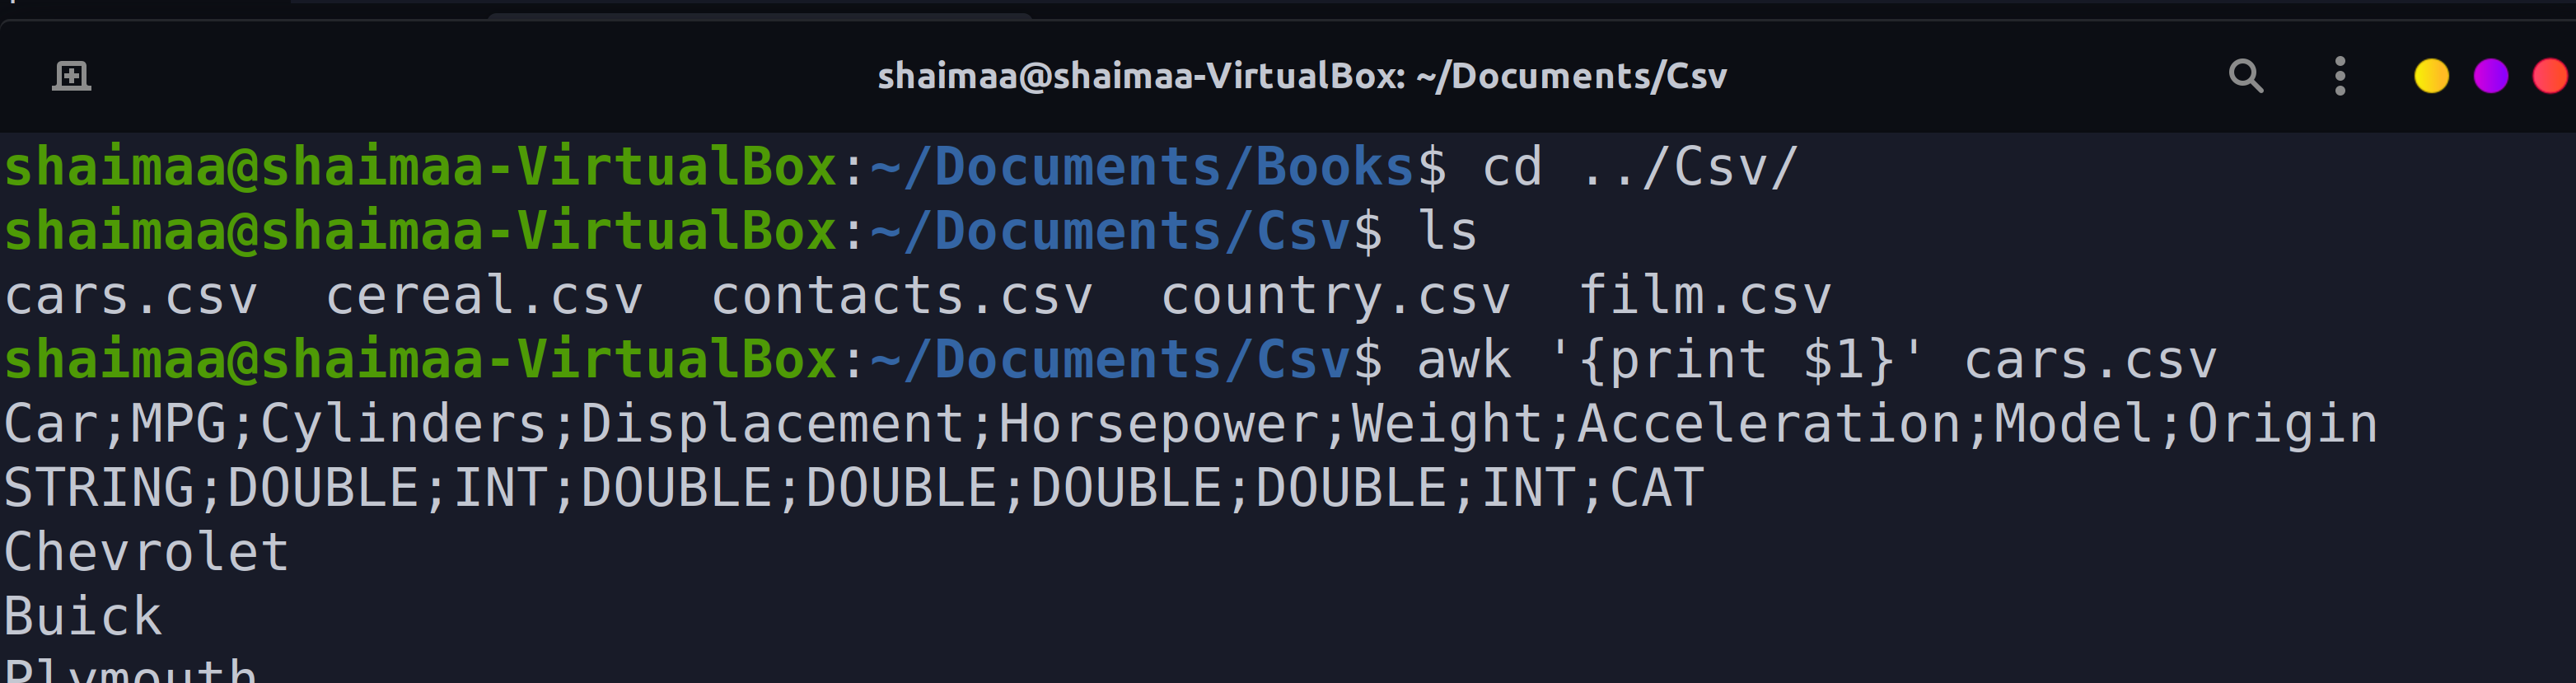 shaimaa@shaimaa-VirtualBox: ~/Documents/Csv
shaimaa@shaimaa-VirtualBox:~/Documents/Books$ cd ../Csv/
shaimaa@shaimaa-VirtualBox:~/Documents/Csv$ ls
cars.csv  cereal.csv  contacts.csv  country.csv  film.csv
shaimaa@shaimaa-VirtualBox:~/Documents/Csv$ awk '{print $1}' cars.csv
Car;MPG;Cylinders;Displacement;Horsepower;Weight;Acceleration;Model;Origin
STRING;DOUBLE;INT;DOUBLE;DOUBLE;DOUBLE;DOUBLE;INT;CAT
Chevrolet
Buick
Plymouth